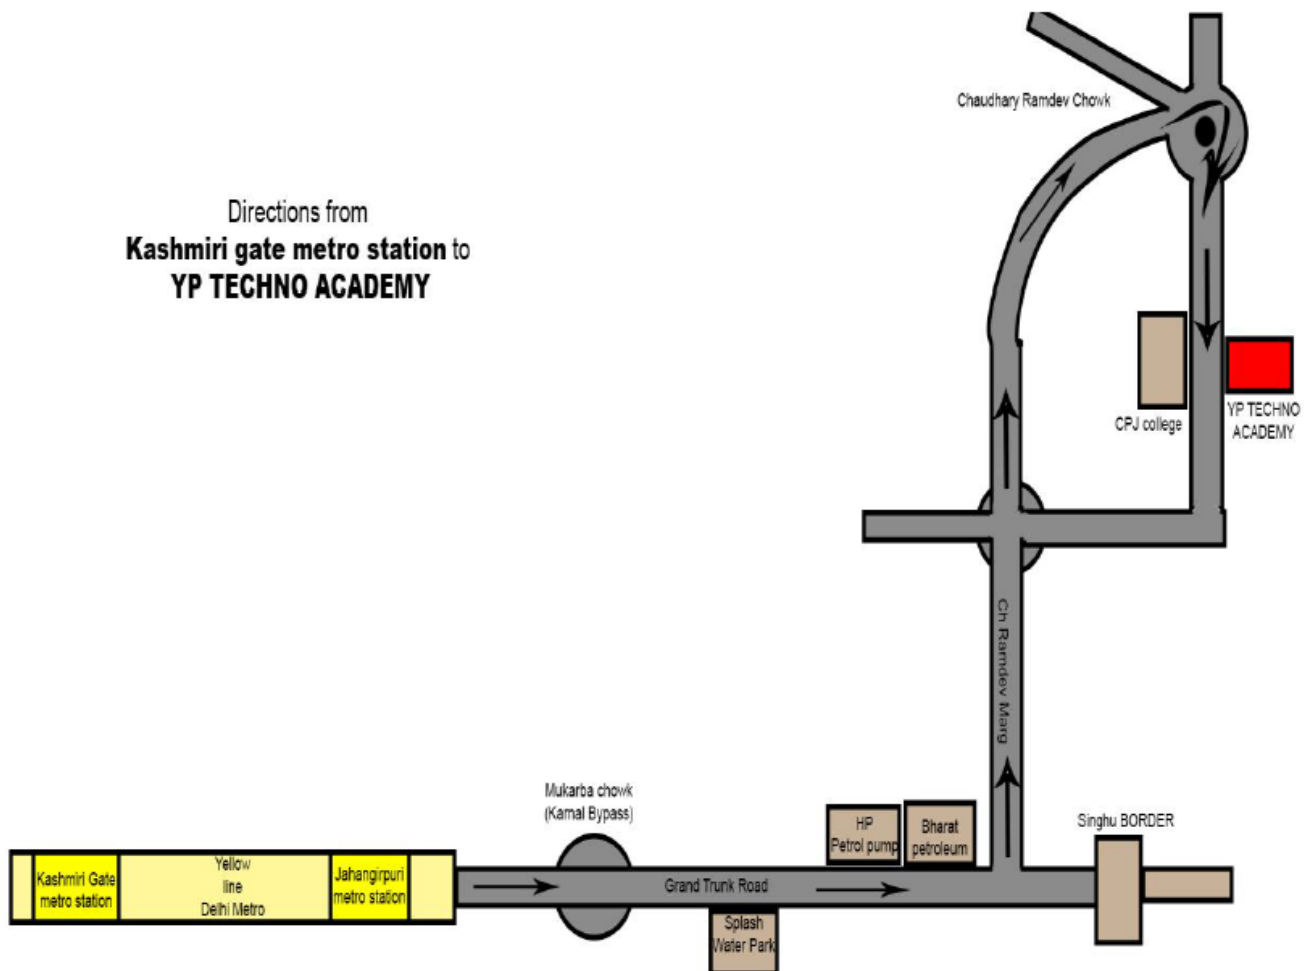 Chaudhary Ramdev Chowk
Directions from
Kashmiri gate metro station to
YP TECHNO ACADEMY
CPJ college
YP TECHNO
ACADEMY
Ch Ramdev Marg
Mukarba chowk
(Karnal Bypass)
HP
Petrol pump
Bharat
petroleum
Singhu BORDER
Kashmiri Gate
metro station
Yellow
line
Delhi Metro
Jahangirpuri
metro station
Grand Trunk Road
Splash
Water Park